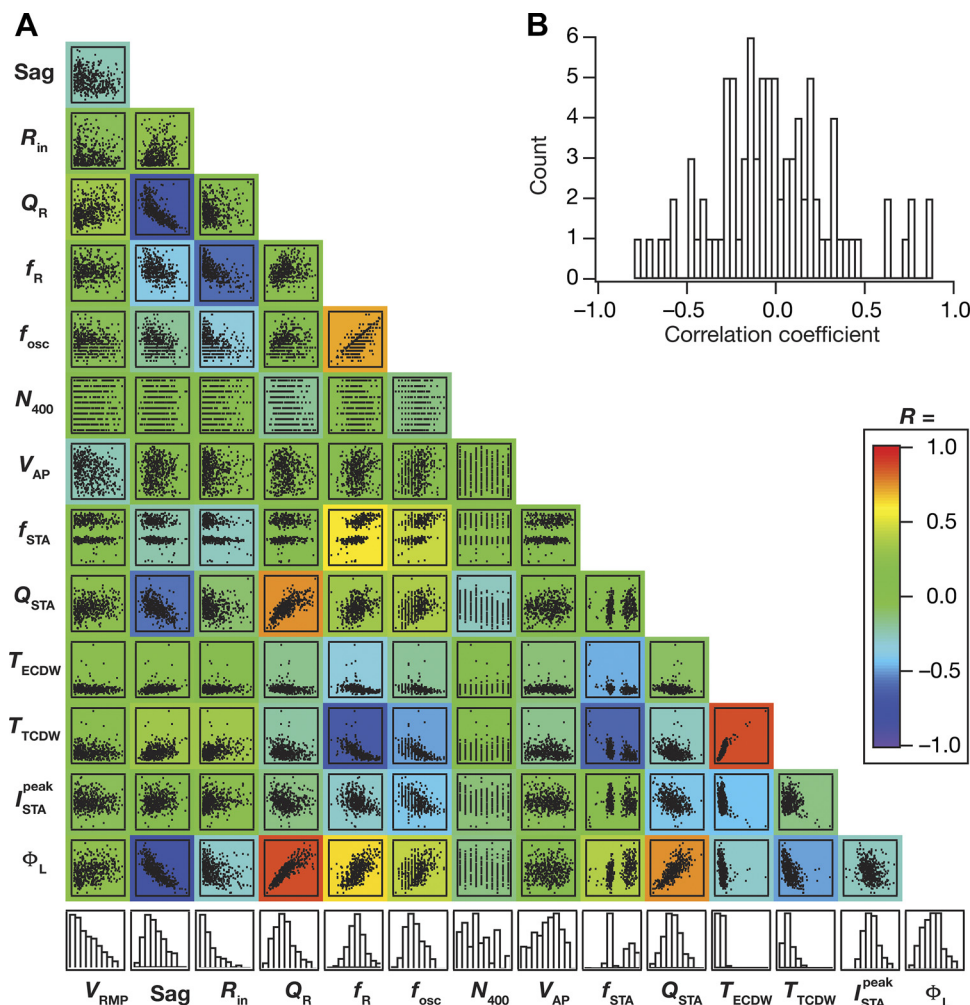 A
B
Sag
R_in
Q_R
f_R
f_osc
N_400
V_AP
f_STA
Q_STA
T_ECDW
T_TCDW
I_STA^peak
Φ_L
V_RMP Sag R_in Q_R f_R f_osc N_400 V_AP f_STA Q_STA T_ECDW T_TCDW I_STA^peak Φ_L
6
5
4
3
2
1
0
Count
−1.0 −0.5 0.0 0.5 1.0
Correlation coefficient
R =
1.0
0.5
0.0
−0.5
−1.0